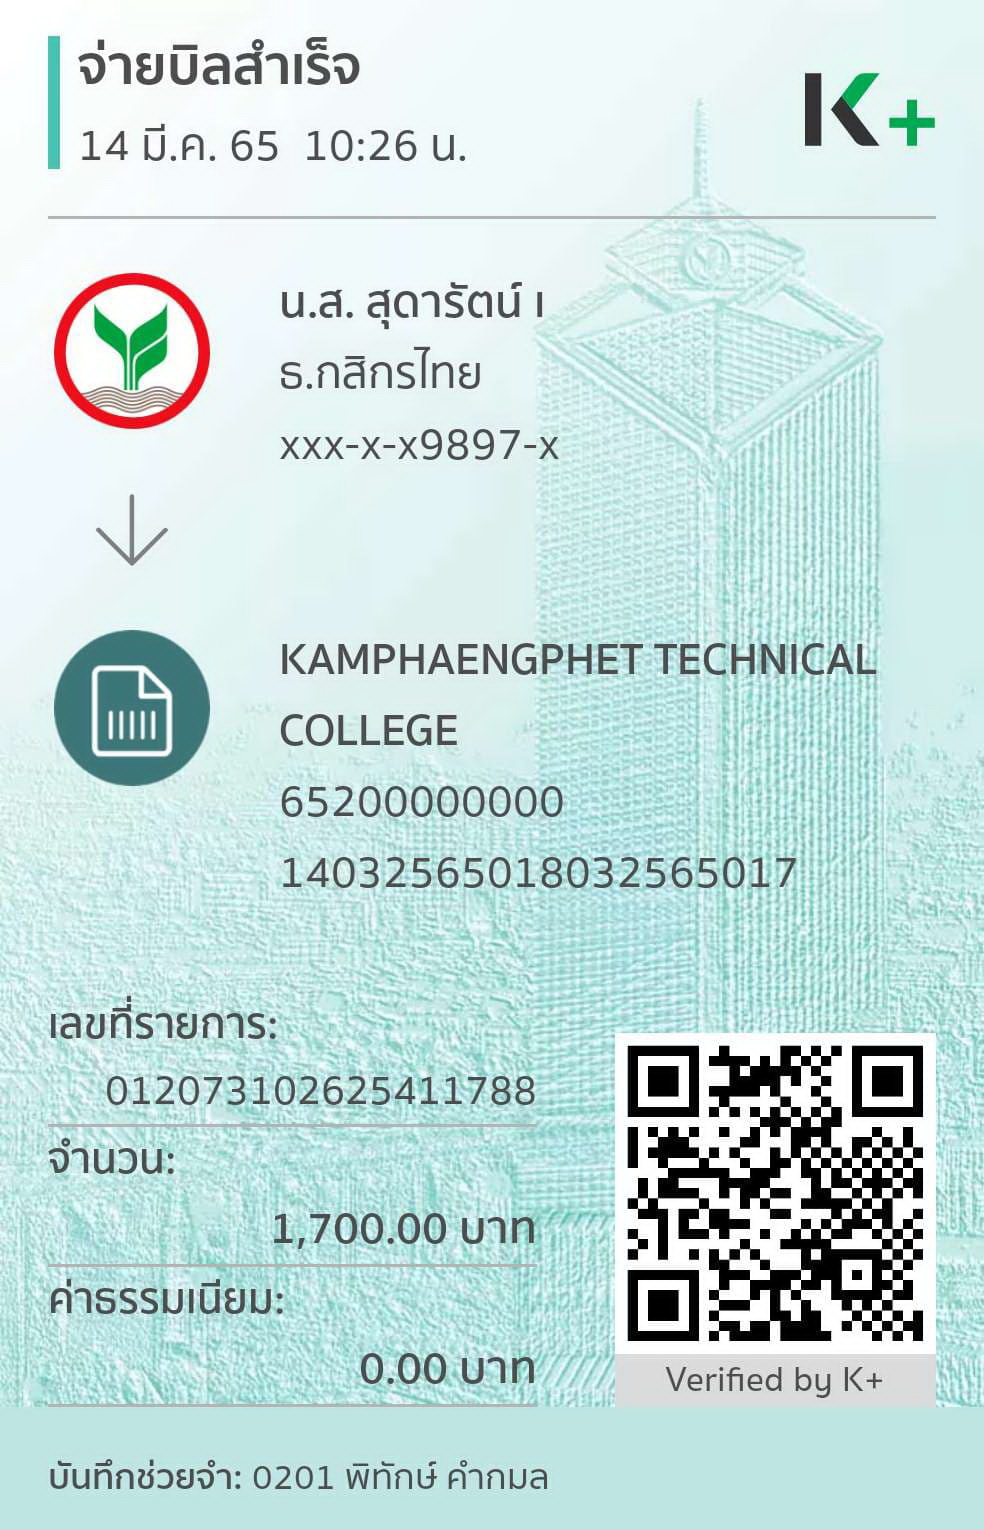 จ่ายบิลสำเร็จ
14 มี.ค. 65 10:26 น.
K+
น.ส. สุดารัตน์ เ
ธ.กสิกรไทย
xxx-x-x9897-x
KAMPHAENGPHET TECHNICAL
COLLEGE
65200000000
14032565018032565017
เลขที่รายการ:
012073102625411788
จำนวน:
1,700.00 บาท
ค่าธรรมเนียม:
0.00 บาท
Verified by K+
บันทึกช่วยจำ: 0201 พิทักษ์ คำกมล